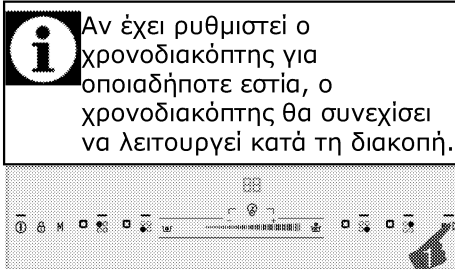 Αν έχει ρυθμιστεί ο
χρονοδιακόπτης για
οποιαδήποτε εστία, ο
χρονοδιακόπτης θα συνεχίσει
να λειτουργεί κατά τη διακοπή.
M